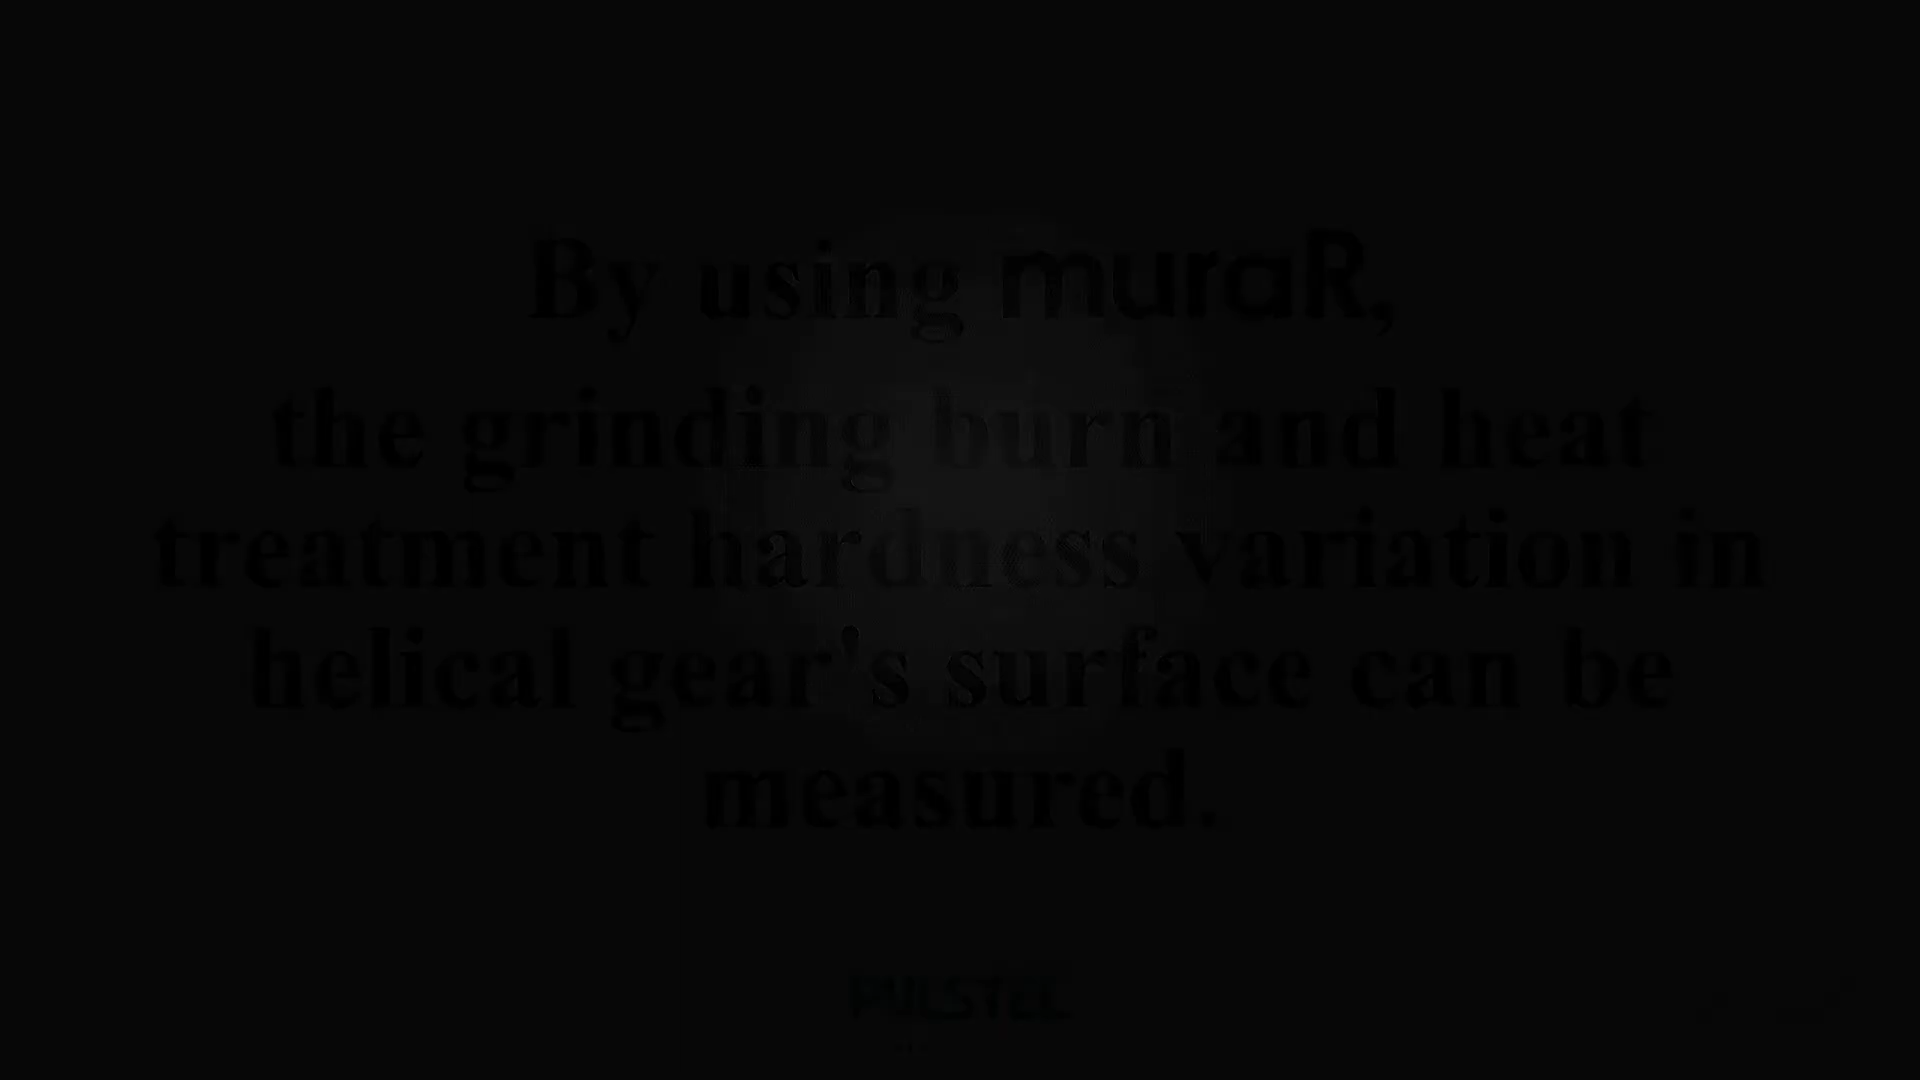 By using muraR,
the grinding burn and heat
treatment hardness variation in
helical gear's surface can be
measured.
PULSTEC